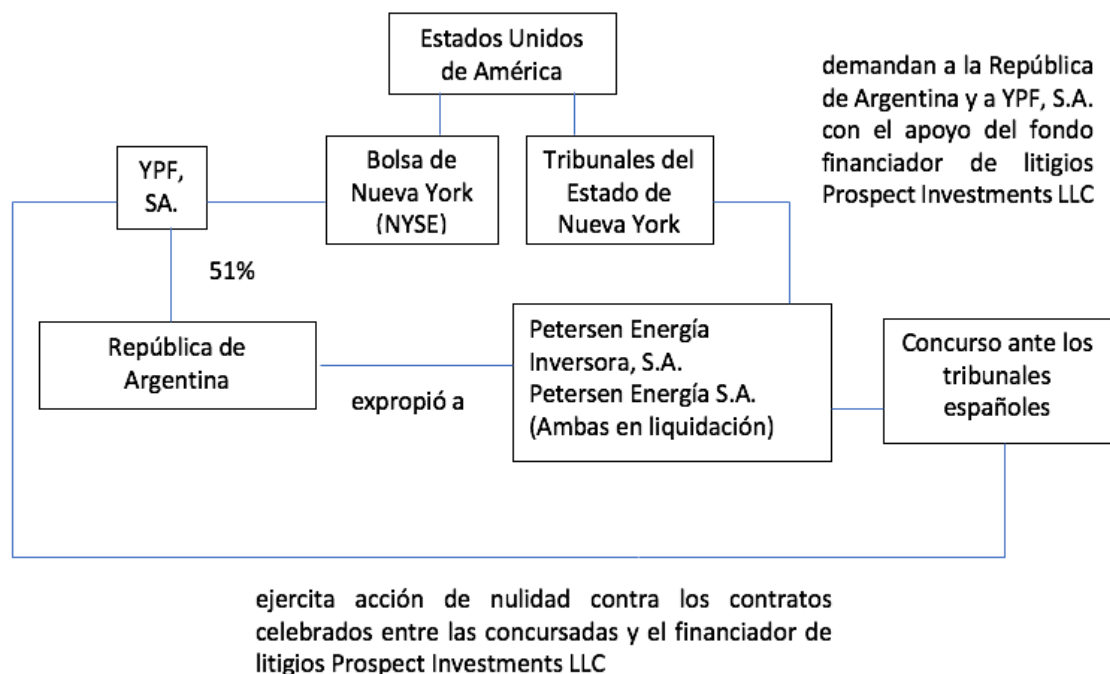 Estados Unidos
de América
demandan a la República
de Argentina y a YPF, S.A.
con el apoyo del fondo
financiador de litigios
Prospect Investments LLC
YPF,
SA.
Bolsa de
Nueva York
(NYSE)
Tribunales del
Estado de
Nueva York
51%
República de
Argentina
expropió a
Petersen Energía
Inversora, S.A.
Petersen Energía S.A.
(Ambas en liquidación)
Concurso ante los
tribunales
españoles
ejercita acción de nulidad contra los contratos
celebrados entre las concursadas y el financiador de
litigios Prospect Investments LLC